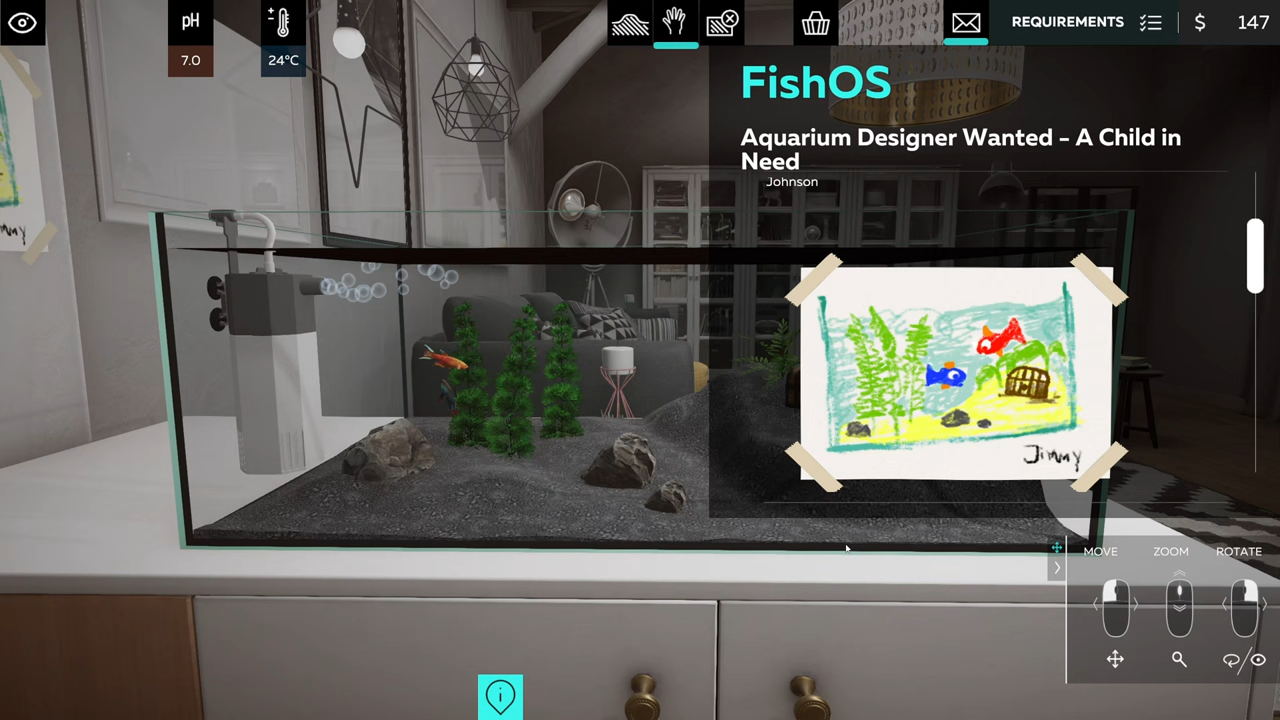 pH
7.0
24°C
REQUIREMENTS
$ 147
FishOS
Aquarium Designer Wanted - A Child in
Need
Johnson
Jimmy
MOVE
ZOOM
ROTATE